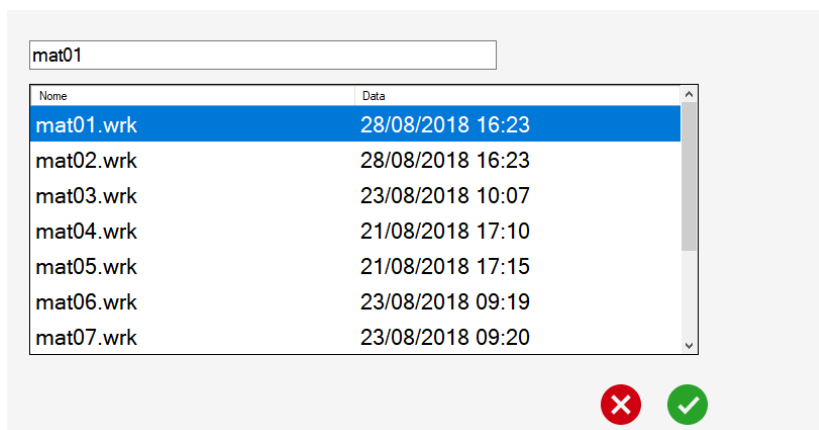 mat01
Nome Data
mat01.wrk 28/08/2018 16:23
mat02.wrk 28/08/2018 16:23
mat03.wrk 23/08/2018 10:07
mat04.wrk 21/08/2018 17:10
mat05.wrk 21/08/2018 17:15
mat06.wrk 23/08/2018 09:19
mat07.wrk 23/08/2018 09:20